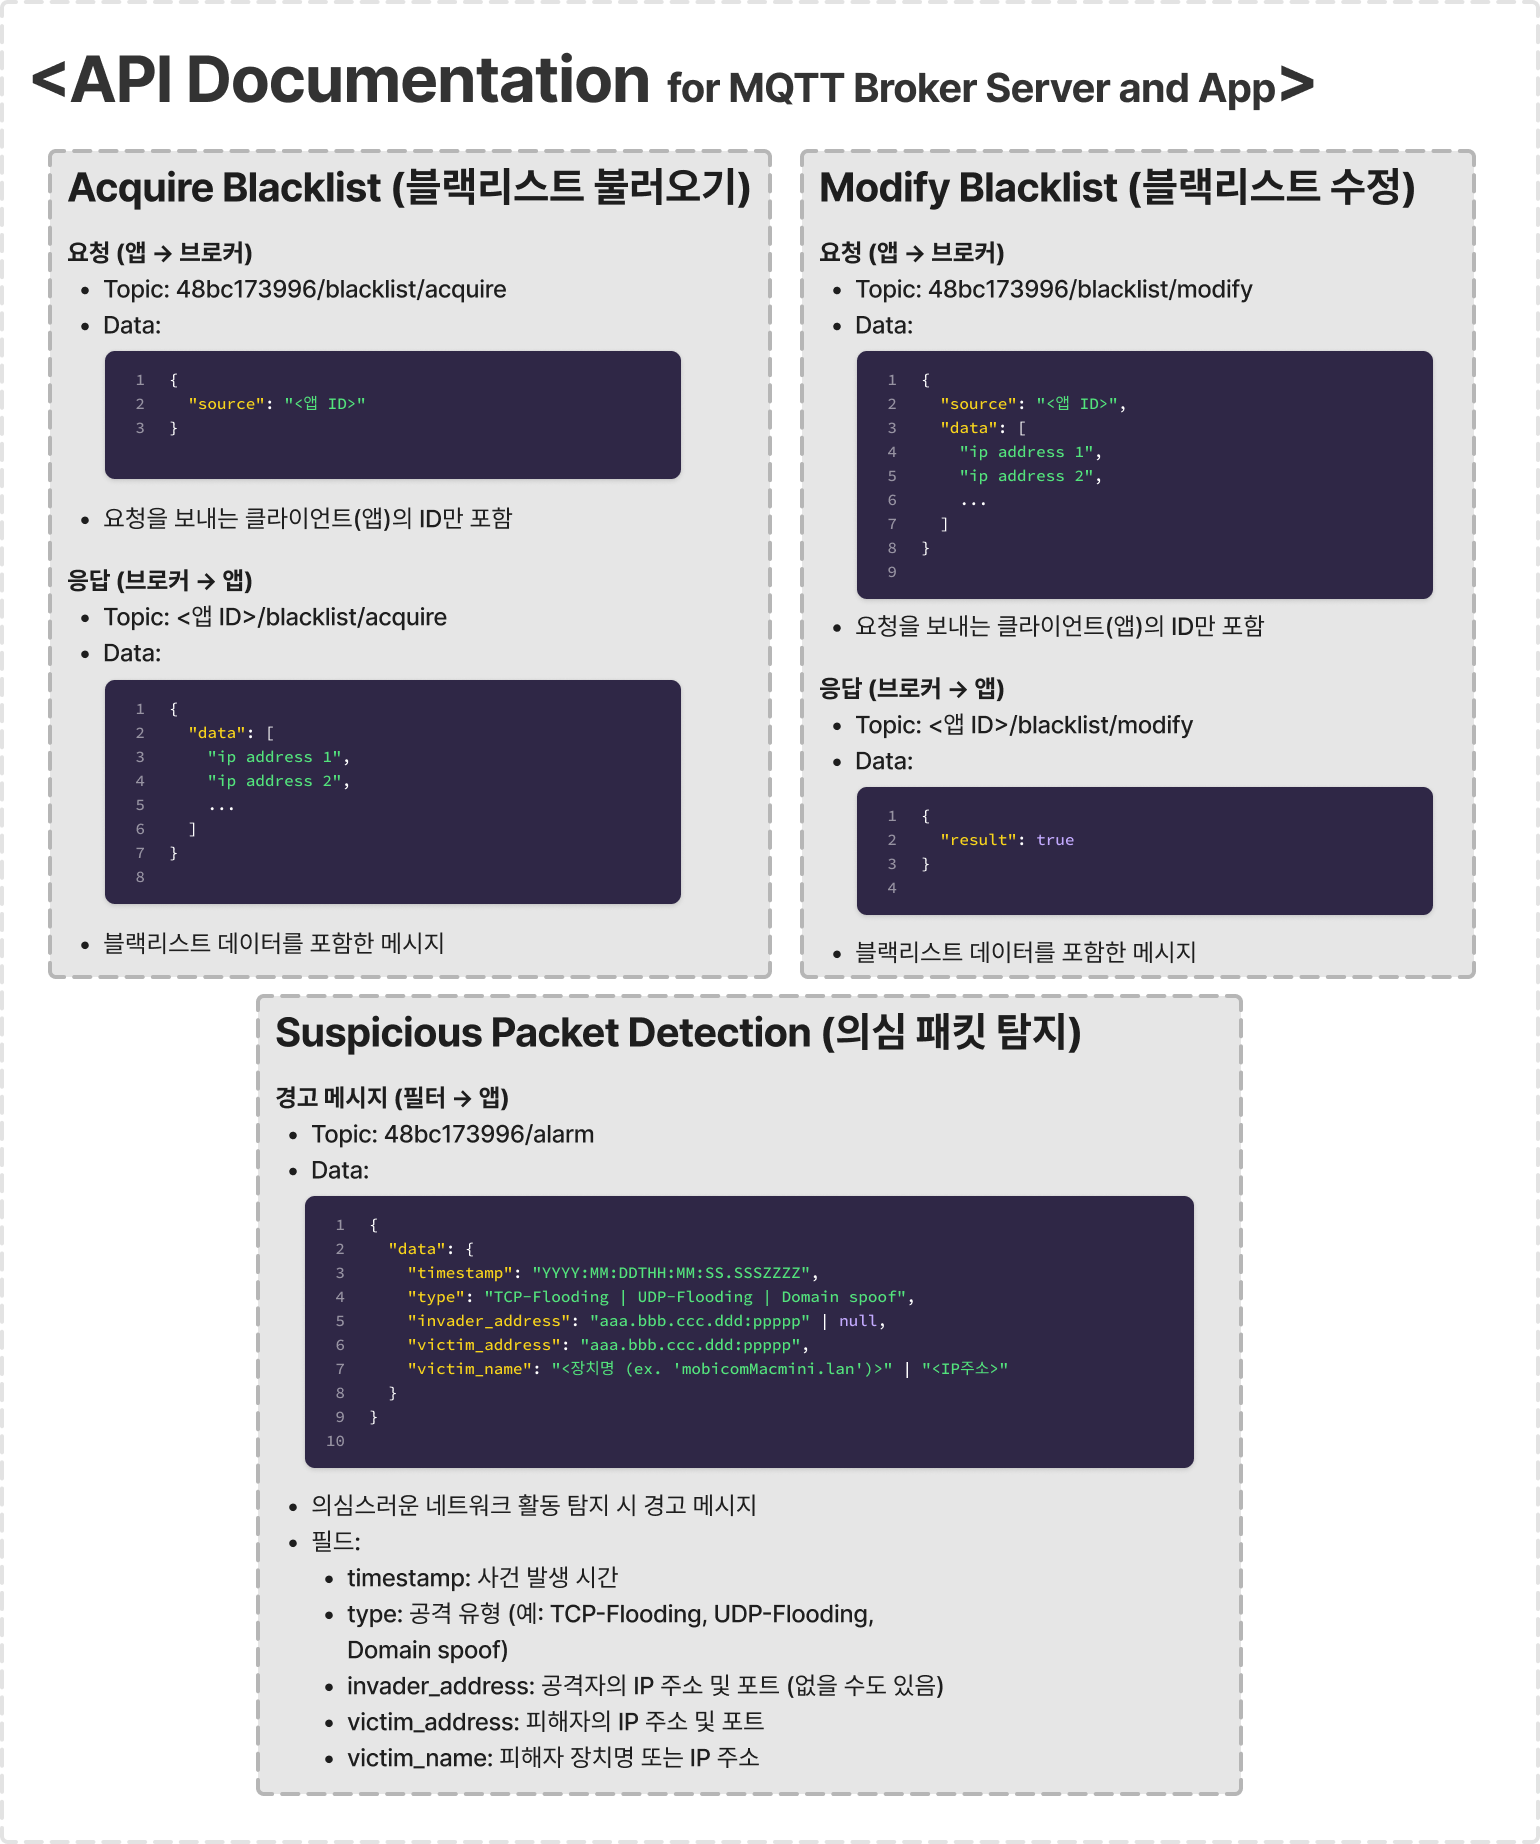 <API Documentation for MQTT Broker Server and App>
Acquire Blacklist (블랙리스트 불러오기)
요청 (앱 → 브로커)
• Topic: 48bc173996/blacklist/acquire
• Data:
1 {
2 "source": "<앱 ID>"
3 }
• 요청을 보내는 클라이언트(앱)의 ID만 포함
응답 (브로커 → 앱)
• Topic: <앱 ID>/blacklist/acquire
• Data:
1 {
2 "data": [
3 "ip address 1",
4 "ip address 2",
5 ...
6 ]
7 }
8
• 블랙리스트 데이터를 포함한 메시지
Modify Blacklist (블랙리스트 수정)
요청 (앱 → 브로커)
• Topic: 48bc173996/blacklist/modify
• Data:
1 {
2 "source": "<앱 ID>",
3 "data": [
4 "ip address 1",
5 "ip address 2",
6 ...
7 ]
8 }
9
• 요청을 보내는 클라이언트(앱)의 ID만 포함
응답 (브로커 → 앱)
• Topic: <앱 ID>/blacklist/modify
• Data:
1 {
2 "result": true
3 }
4
• 블랙리스트 데이터를 포함한 메시지
Suspicious Packet Detection (의심 패킷 탐지)
경고 메시지 (필터 → 앱)
• Topic: 48bc173996/alarm
• Data:
1 {
2 "data": {
3 "timestamp": "YYYY:MM:DDTHH:MM:SS.SSSZZZZ",
4 "type": "TCP-Flooding | UDP-Flooding | Domain spoof",
5 "invader_address": "aaa.bbb.ccc.ddd:ppppp" | null,
6 "victim_address": "aaa.bbb.ccc.ddd:ppppp",
7 "victim_name": "<장치명 (ex. 'mobicomMacmini.lan')>" | "<IP주소>"
8 }
9 }
10
• 의심스러운 네트워크 활동 탐지 시 경고 메시지
• 필드:
• timestamp: 사건 발생 시간
• type: 공격 유형 (예: TCP-Flooding, UDP-Flooding,
Domain spoof)
• invader_address: 공격자의 IP 주소 및 포트 (없을 수도 있음)
• victim_address: 피해자의 IP 주소 및 포트
• victim_name: 피해자 장치명 또는 IP 주소